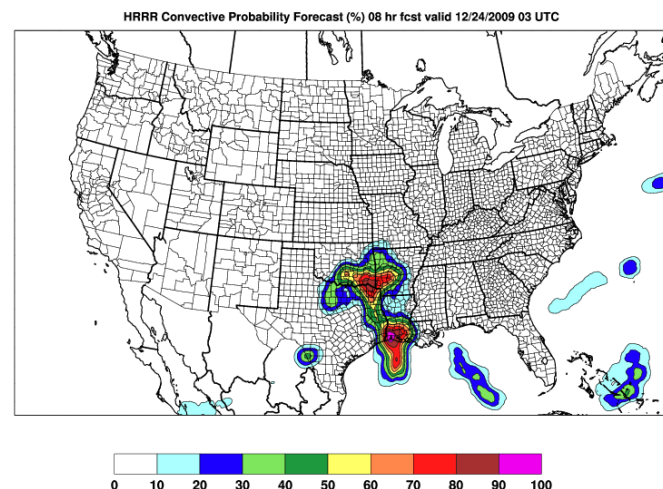 HRRR Convective Probability Forecast (%) 08 hr fcst valid 12/24/2009 03 UTC
0 10 20 30 40 50 60 70 80 90 100